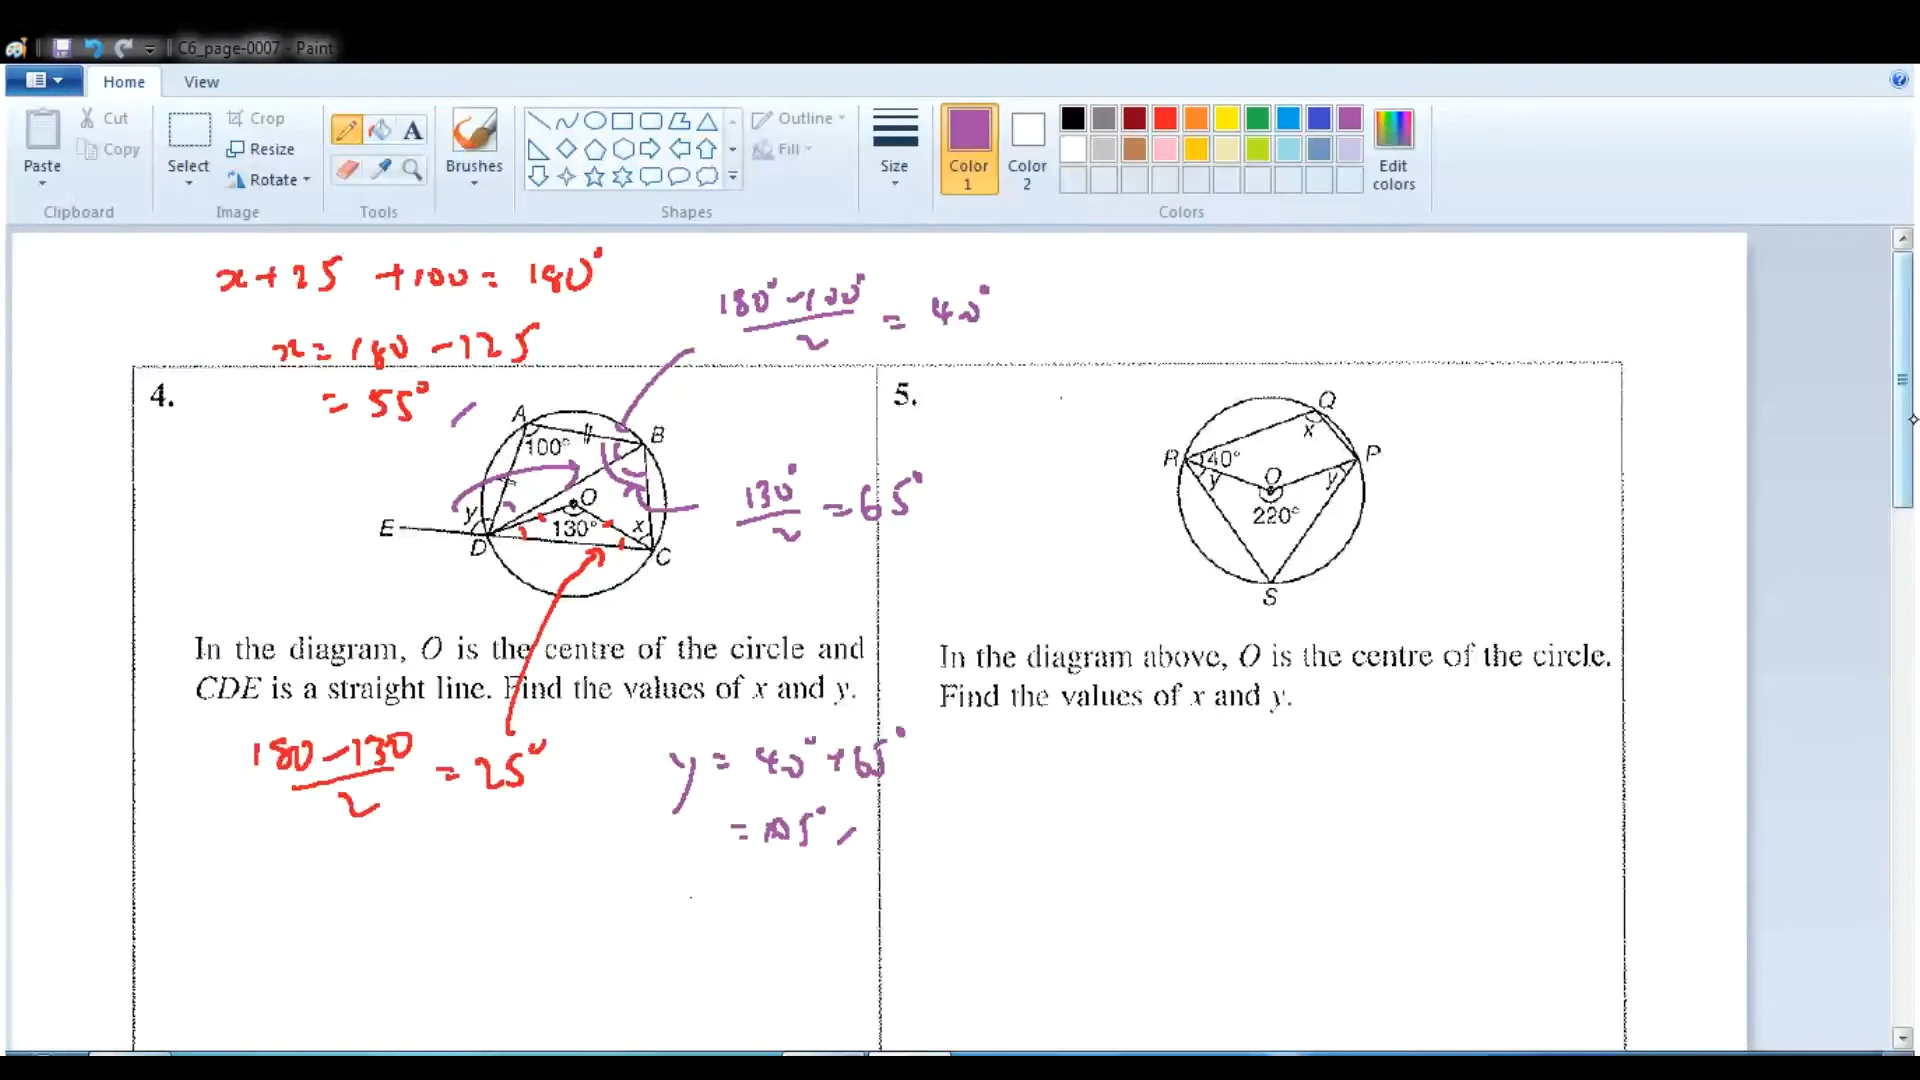 C6_page-0007 - Paint
Home View
Paste
Cut
Copy
Clipboard
Select
Crop
Resize
Rotate
Image
A
Tools
Brushes
Shapes
Outline
Fill
Size
Color 1
Color 2
Edit colors
Colors
x + 25 + 100 = 180°
x = 180 - 125
= 55°
180° - 100°
2
= 40°
4.
A
B
100°
O
130°
x
y
E
D
C
130°
2
= 65°
In the diagram, O is the centre of the circle and
CDE is a straight line. Find the values of x and y.
180 - 130
2
= 25°
y = 40° + 65°
= 105°
5.
Q
x
R
40°
P
y
O
y
220°
S
In the diagram above, O is the centre of the circle.
Find the values of x and y.